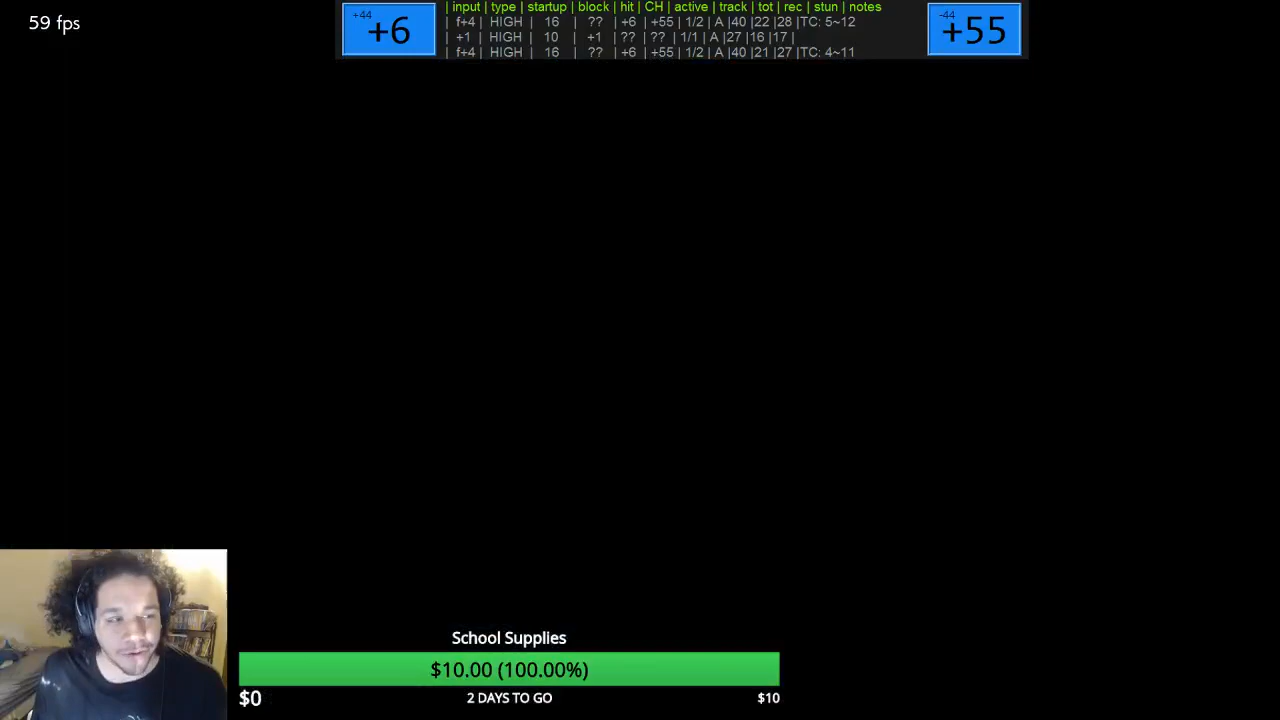 59 fps
+44
+6
| input | type | startup | block | hit | CH | active | track | tot | rec | stun | notes
| f+4 | HIGH | 16 | ?? | +6 | +55 | 1/2 | A |40 |22 |28 |TC: 5~12
| +1 | HIGH | 10 | +1 | ?? | ?? | 1/1 | A |27 |16 |17 |
| f+4 | HIGH | 16 | ?? | +6 | +55 | 1/2 | A |40 |21 |27 |TC: 4~11
-44
+55
School Supplies
$10.00 (100.00%)
$0 2 DAYS TO GO $10